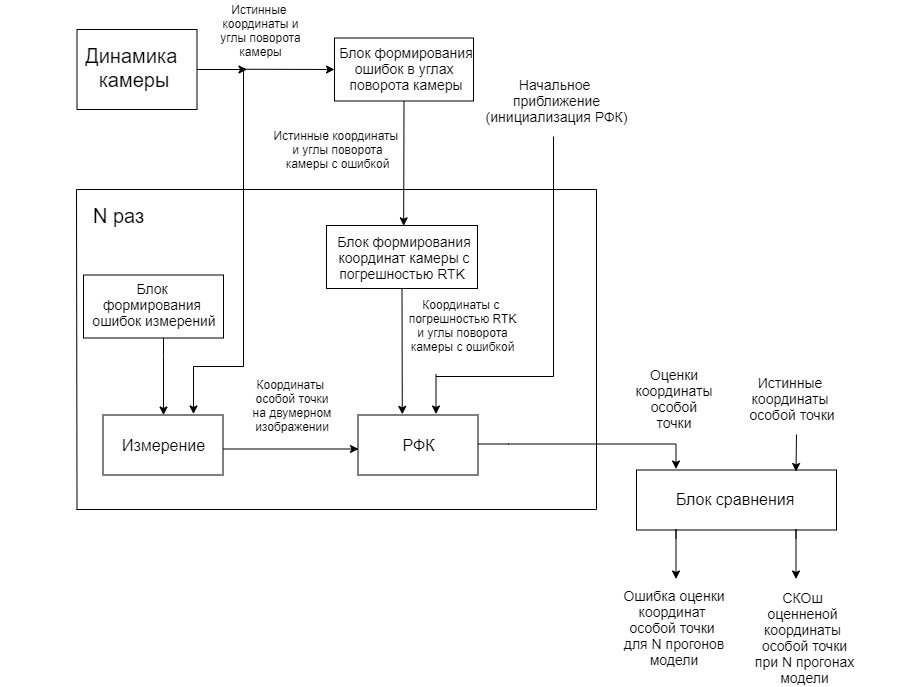 Истинные
координаты и
углы поворота
камеры
Динамика
камеры
Блок формирования
ошибок в углах
поворота камеры
Начальное
приближение
(инициализация РФК)
Истинные координаты
и углы поворота
камеры с ошибкой
N раз
Блок формирования
координат камеры с
погрешностью RTK
Блок
формирования
ошибок измерений
Координаты с
погрешностью RTK
и углы поворота
камеры с ошибкой
Координаты
особой точки
на двумерном
изображении
Оценки
координаты
особой
точки
Истинные
координаты
особой точки
Измерение
РФК
Блок сравнения
Ошибка оценки
координат
особой точки
для N прогонов
модели
СКОш
оценненой
координаты
особой точки
при N прогонах
модели